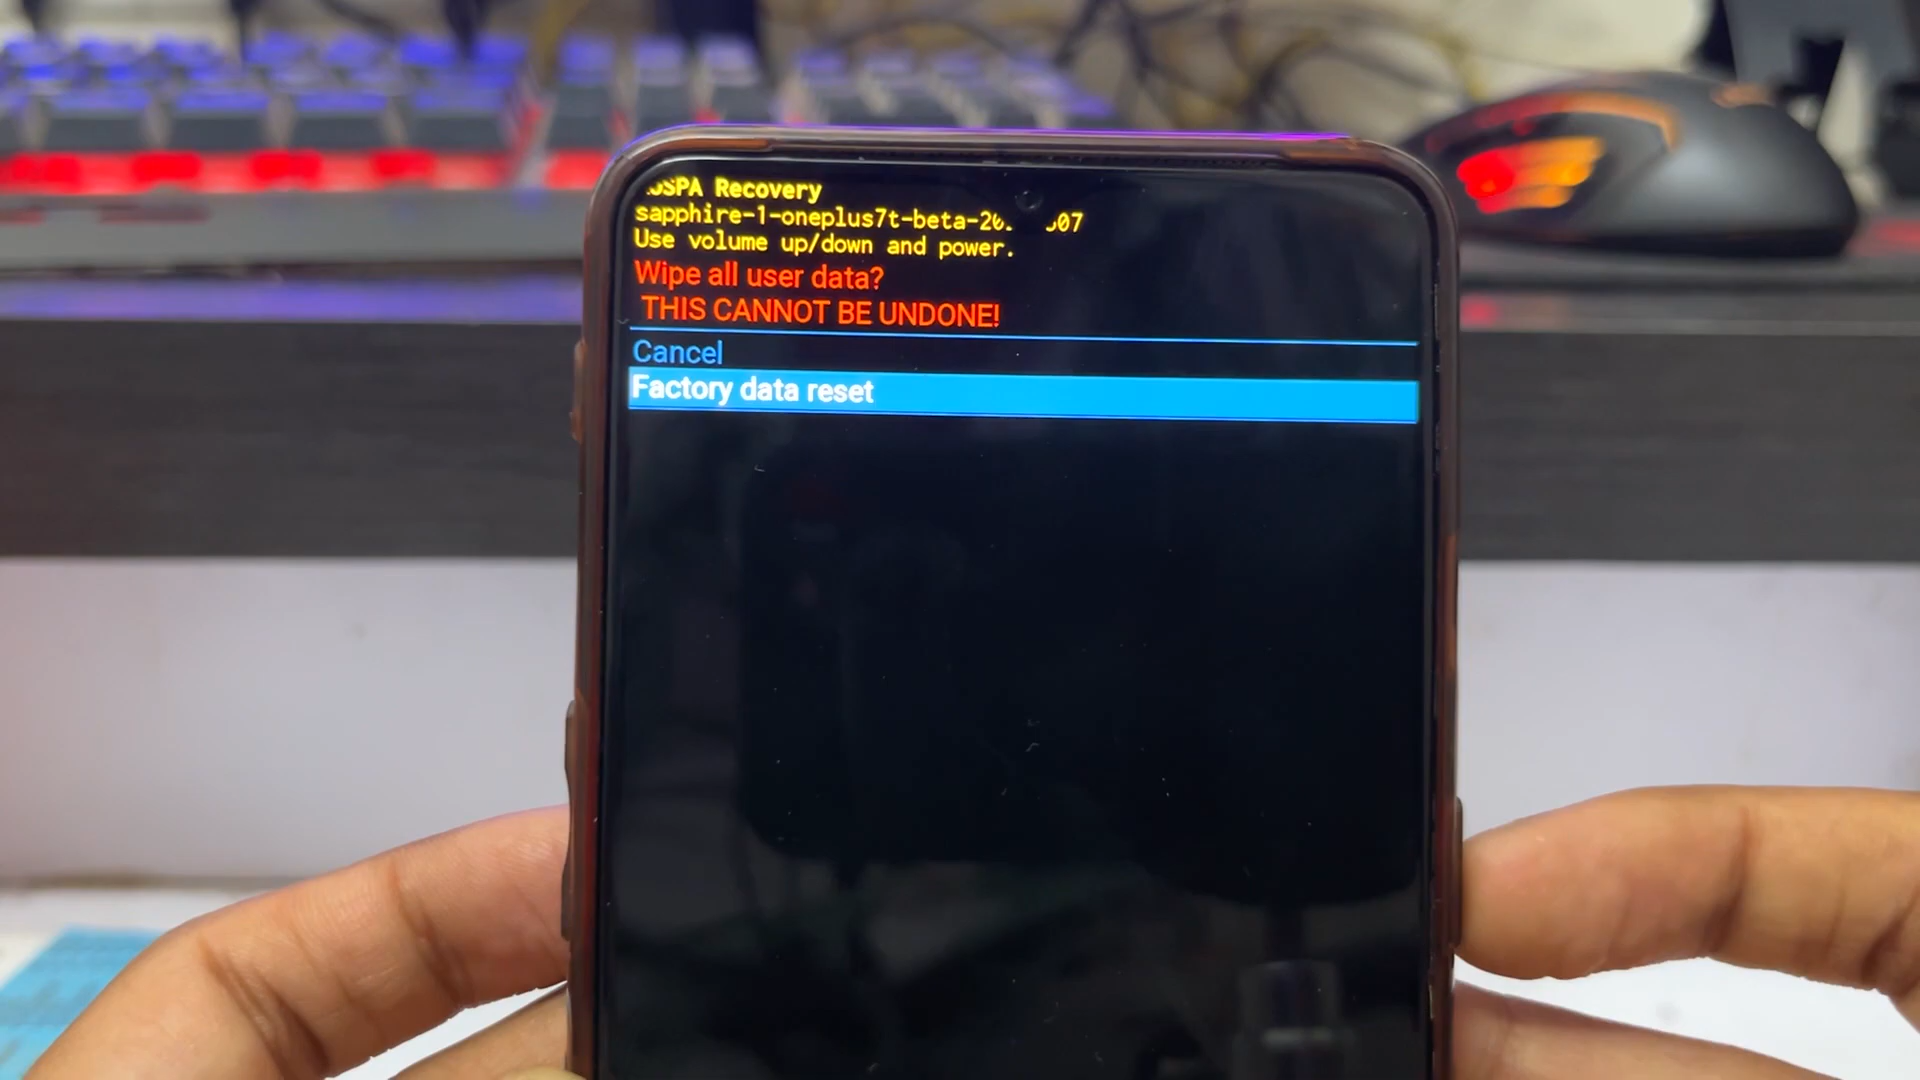 Recovery
Use volume up/down and power.
Wipe all user data?
THIS CANNOT BE UNDONE!
Cancel
Factory data reset